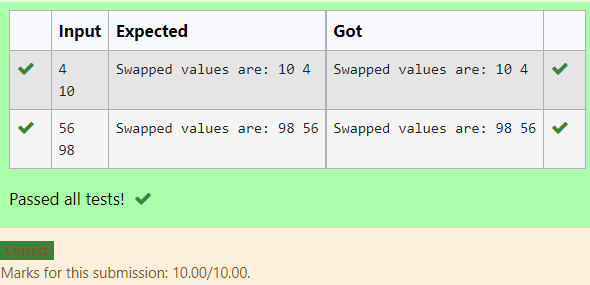 Input Expected Got
4 Swapped values are: 10 4 Swapped values are: 10 4
10
56 Swapped values are: 98 56 Swapped values are: 98 56
98
Passed all tests!
Correct
Marks for this submission: 10.00/10.00.